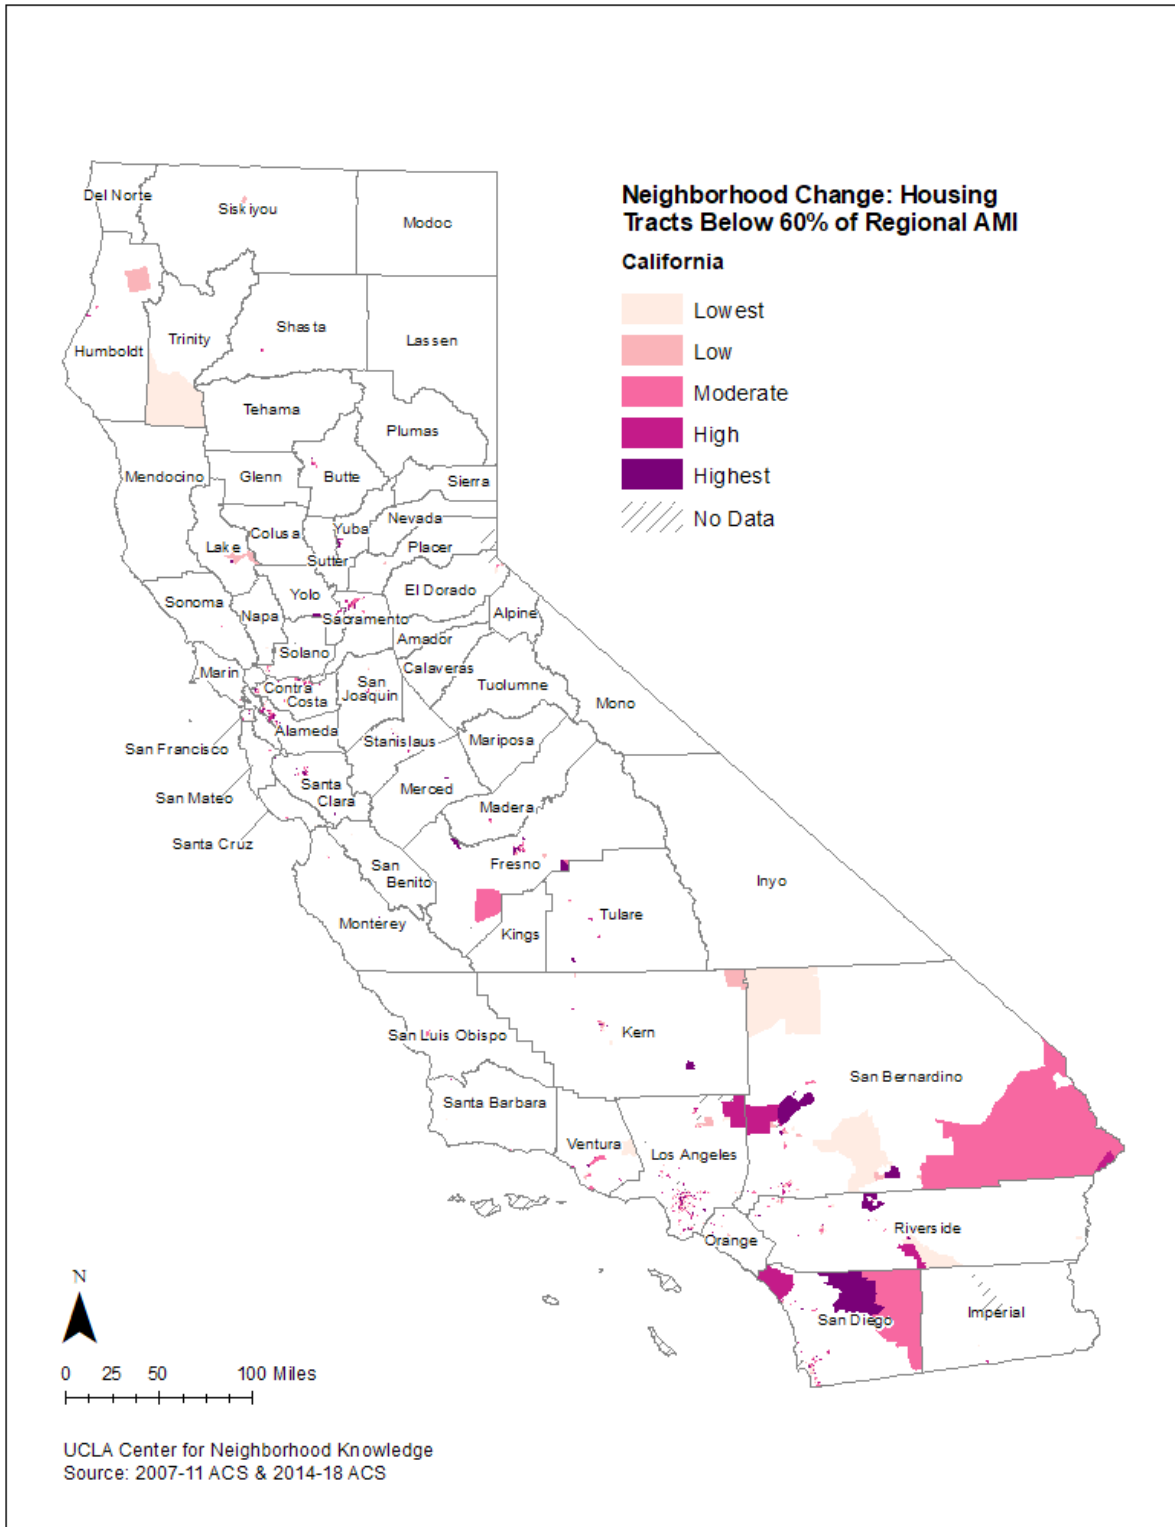 Neighborhood Change: Housing
Tracts Below 60% of Regional AMI
California
Lowest
Low
Moderate
High
Highest
No Data
Del Norte
Siskiyou
Modoc
Humboldt
Trinity
Shasta
Lassen
Tehama
Plumas
Mendocino
Glenn
Butte
Sierra
Lake
Colusa
Yuba
Nevada
Sutter
Placer
Sonoma
Napa
Yolo
Sacramento
El Dorado
Alpine
Solano
Amador
Marin
Contra
Costa
San
Joaquin
Calaveras
Tuolumne
Mono
San Francisco
Alameda
Stanislaus
Mariposa
San Mateo
Santa
Clara
Merced
Madera
Santa Cruz
San
Benito
Fresno
Inyo
Monterey
Kings
Tulare
San Luis Obispo
Kern
San Bernardino
Santa Barbara
Ventura
Los Angeles
Orange
Riverside
San Diego
Imperial
N
0 25 50 100 Miles
UCLA Center for Neighborhood Knowledge
Source: 2007-11 ACS & 2014-18 ACS